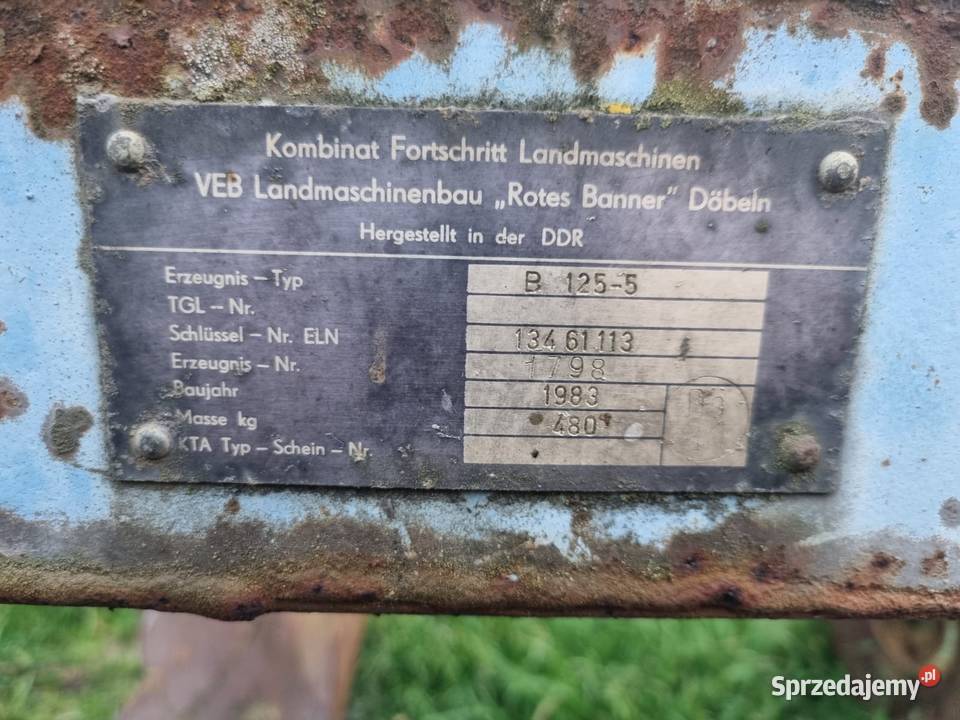 Kombinat Fortschritt Landmaschinen
VEB Landmaschinenbau „Rotes Banner" Döbeln
Hergestellt in der DDR
Erzeugnis – Typ B 125-5
TGL – Nr.
Schlüssel – Nr. ELN 134 61 113
Erzeugnis – Nr. 1798
Baujahr 1983
Masse kg 480
KTA Typ – Schein – Nr.
Sprzedajemy.pl